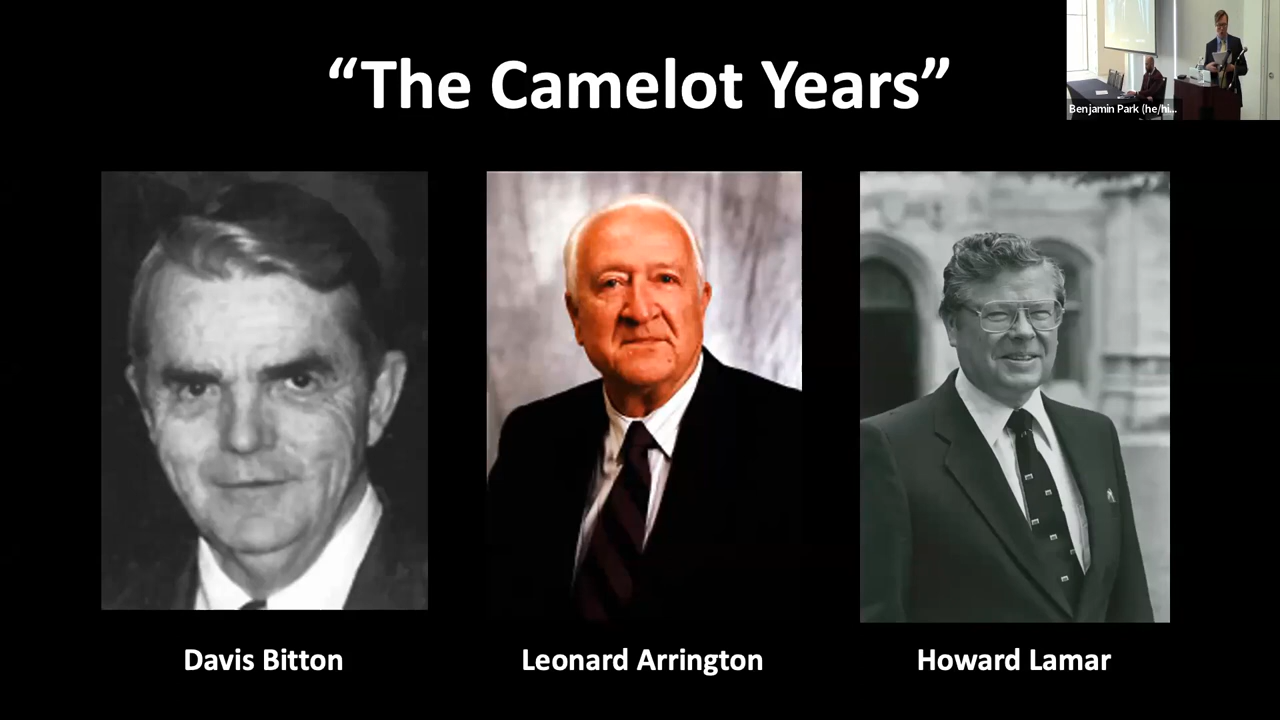 “The Camelot Years”
Benjamin Park (he/hi...
Davis Bitton
Leonard Arrington
Howard Lamar